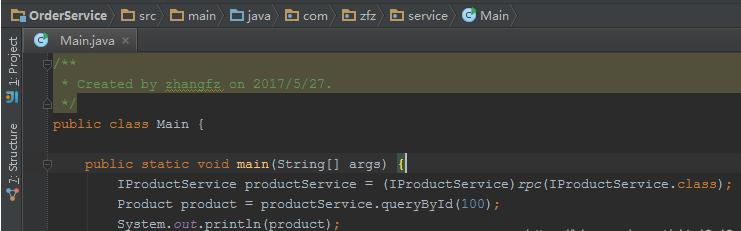 OrderService src main java com zfz service Main
Main.java
1: Project
7: Structure
/**
* Created by zhangfz on 2017/5/27.
*/
public class Main {
public static void main(String[] args) {
IProductService productService = (IProductService)rpc(IProductService.class);
Product product = productService.queryById(100);
System.out.println(product);